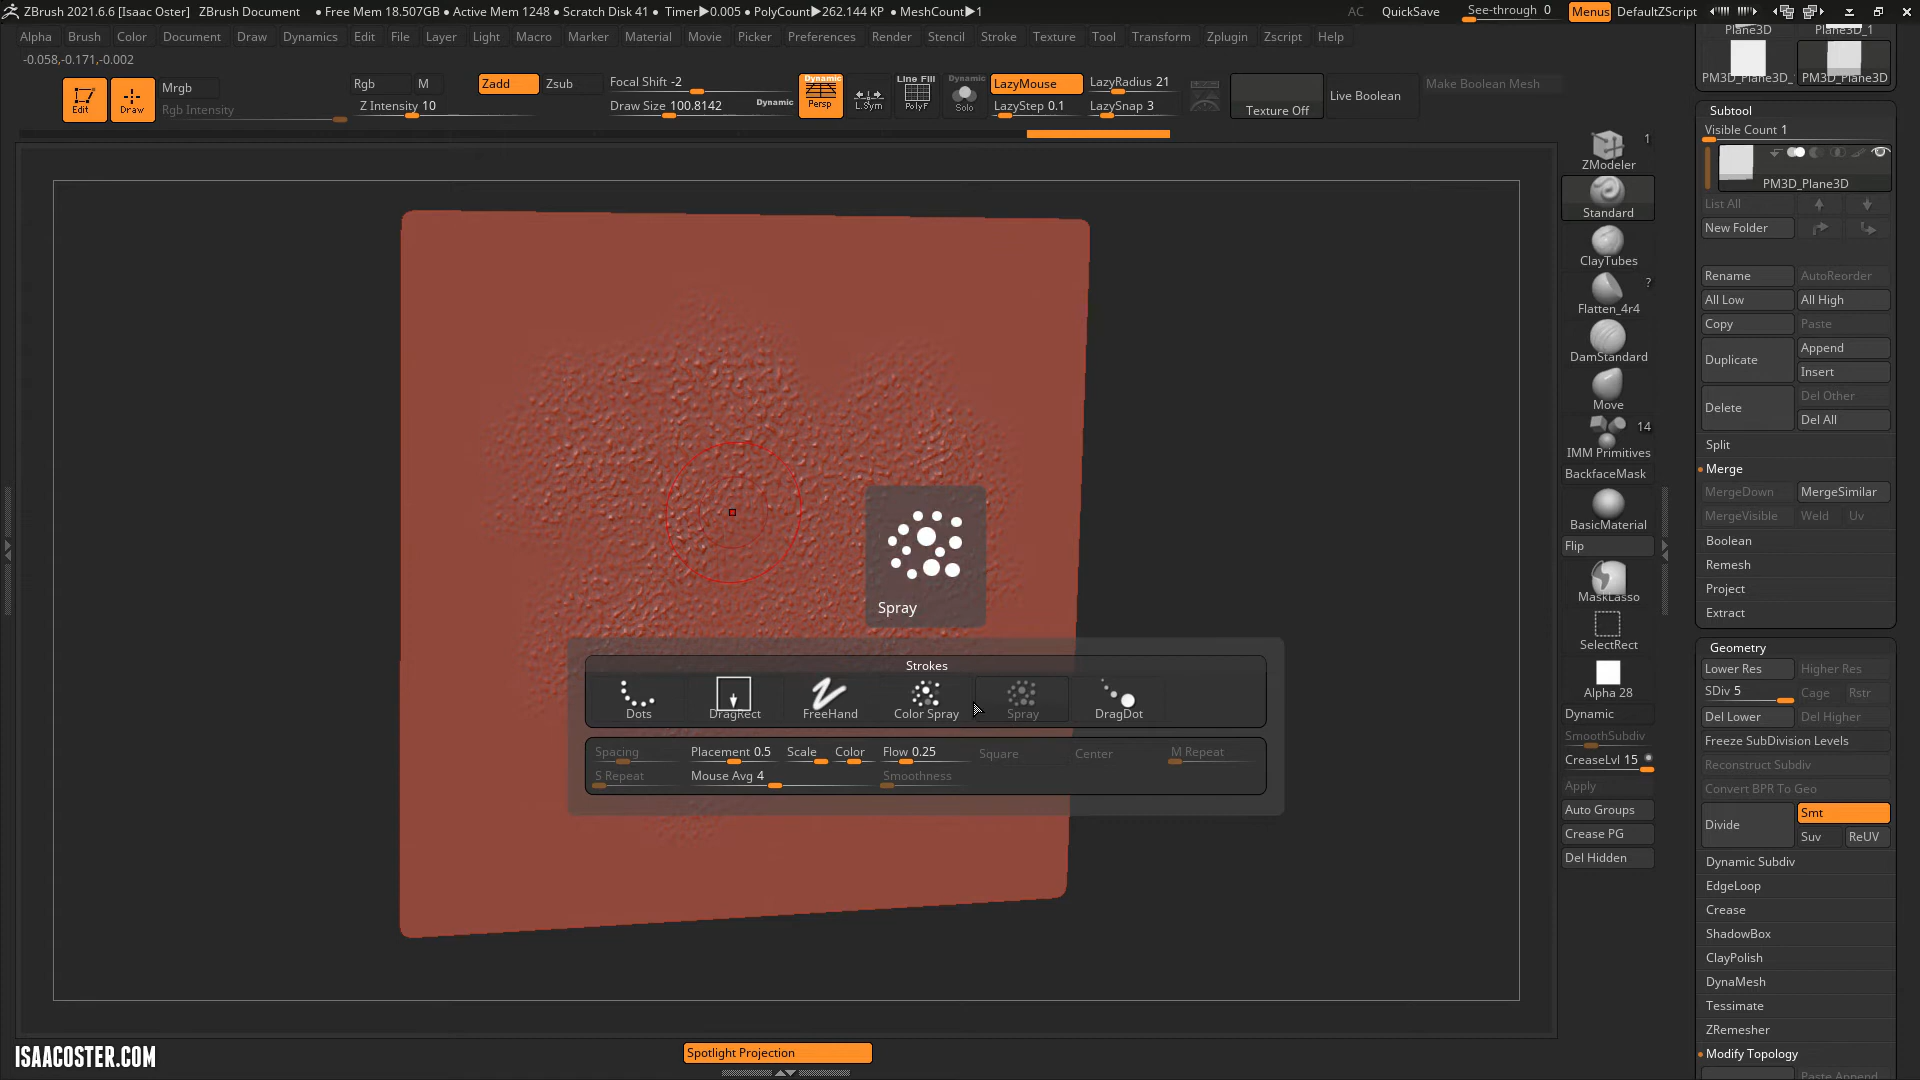 ZBrush 2021.6.6 [Isaac Oster] ZBrush Document ● Free Mem 18.507GB ● Active Mem 1248 ● Scratch Disk 41 ● Timer▶0.005 ● PolyCount▶262.144 KP ● MeshCount▶1 AC QuickSave See-through 0 Menus DefaultZScript
Alpha Brush Color Document Draw Dynamics Edit File Layer Light Macro Marker Material Movie Picker Preferences Render Stencil Stroke Texture Tool Transform Zplugin Zscript Help
-0.058,-0.171,-0.002
Edit Draw Mrgb Rgb M Zadd Zsub Focal Shift -2 Dynamic Persp L.Sym Line Fill PolyF Dynamic Solo LazyMouse LazyRadius 21 Texture Off Live Boolean Make Boolean Mesh
Rgb Intensity Z Intensity 10 Draw Size 100.8142 Dynamic LazyStep 0.1 LazySnap 3
Plane3D Plane3D_1
PM3D_Plane3D_ PM3D_Plane3D
Subtool
Visible Count 1
PM3D_Plane3D
List All
New Folder
Rename AutoReorder
All Low All High
Copy Paste
Duplicate Append
Insert
Delete Del Other
Del All
Split
Merge
MergeDown MergeSimilar
MergeVisible Weld Uv
Boolean
Remesh
Project
Extract
Geometry
Lower Res Higher Res
SDiv 5 Cage Rstr
Del Lower Del Higher
Freeze SubDivision Levels
Reconstruct Subdiv
Convert BPR To Geo
Divide Smt
Suv ReUV
Dynamic Subdiv
EdgeLoop
Crease
ShadowBox
ClayPolish
DynaMesh
Tessimate
ZRemesher
Modify Topology
Paste Append
1
ZModeler
Standard
ClayTubes
?
Flatten_4r4
DamStandard
Move
14
IMM Primitives
BackfaceMask
BasicMaterial
Flip
MaskLasso
SelectRect
Alpha 28
Dynamic
SmoothSubdiv
CreaseLvl 15
Apply
Auto Groups
Crease PG
Del Hidden
Spray
Strokes
Dots DragRect FreeHand Color Spray Spray DragDot
Spacing Placement 0.5 Scale Color Flow 0.25 Square Center M Repeat
S Repeat Mouse Avg 4 Smoothness
ISAACOSTER.COM
Spotlight Projection